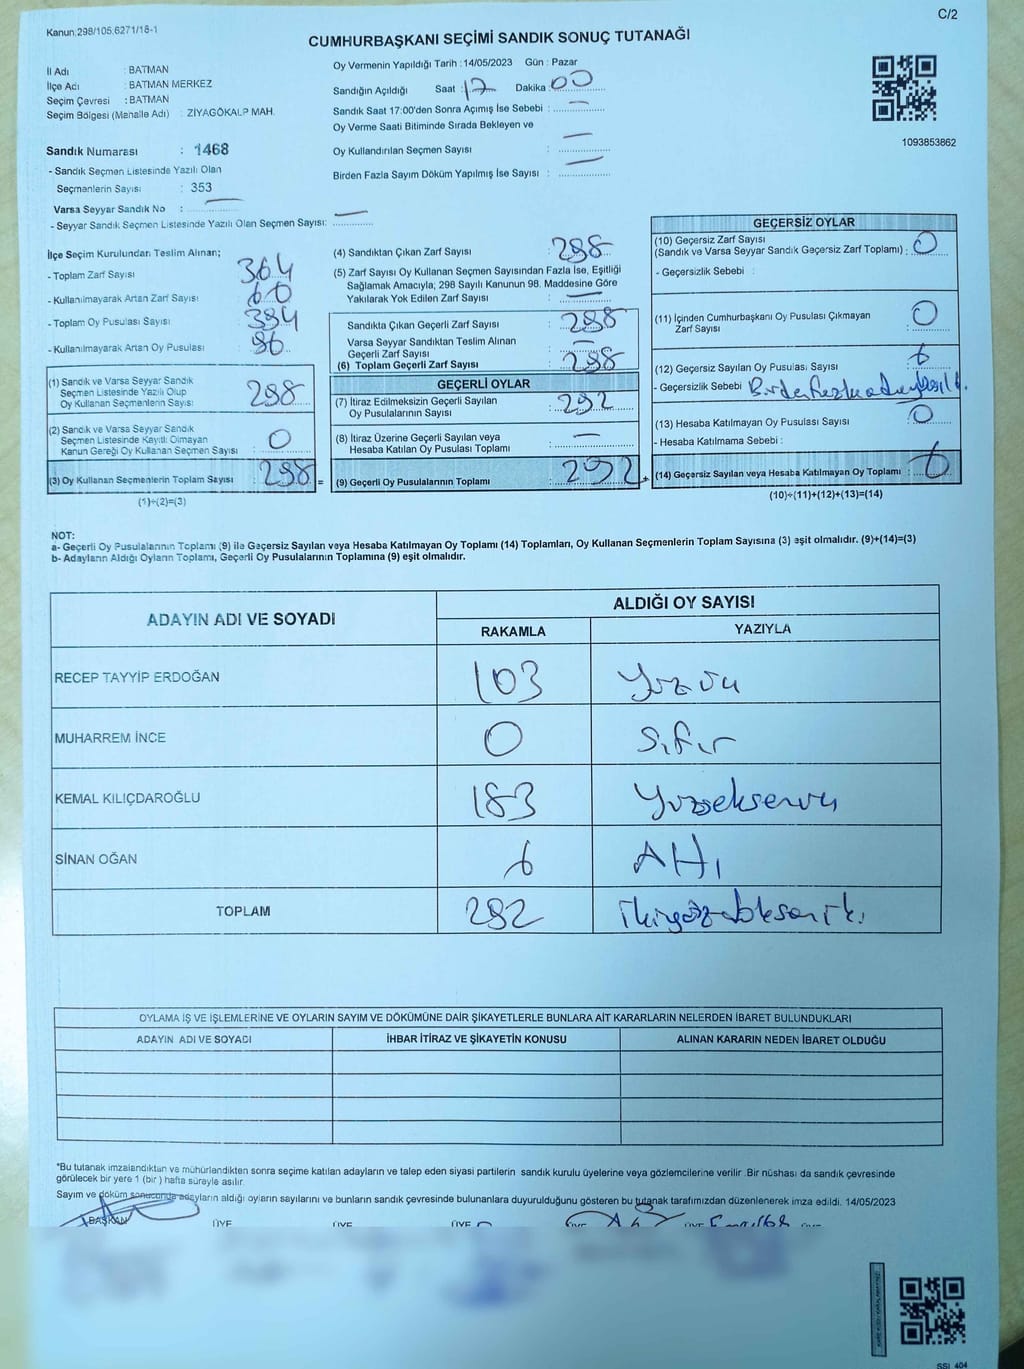 C/2
Kanun.298/105,6271/18-1
CUMHURBAŞKANI SEÇİMİ SANDIK SONUÇ TUTANAĞI
İl Adı : BATMAN
İlçe Adı : BATMAN MERKEZ
Seçim Çevresi : BATMAN
Seçim Bölgesi (Mahalle Adı) : ZİYAGÖKALP MAH.
Oy Vermenin Yapıldığı Tarih : 14/05/2023 Gün : Pazar
Sandığın Açıldığı Saat : 17 Dakika : 00
Sandık Saat 17:00'den Sonra Açımış İse Sebebi :
Oy Verme Saati Bitiminde Sırada Bekleyen ve
Oy Kullandırılan Seçmen Sayısı :
Birden Fazla Sayım Döküm Yapılmış İse Sayısı :
1093853862
Sandık Numarası : 1468
- Sandık Seçmen Listesinde Yazılı Olan
Seçmenlerin Sayısı : 353
Varsa Seyyar Sandık No :
- Seyyar Sandık Seçmen Listesinde Yazılı Olan Seçmen Sayısı:
İlçe Seçim Kurulundan Teslim Alınan;
- Toplam Zarf Sayısı 364
- Kullanılmayarak Artan Zarf Sayısı 60
- Toplam Oy Pusulası Sayısı 394
- Kullanılmayarak Artan Oy Pusulası 96
(1) Sandık ve Varsa Seyyar Sandık
Seçmen Listesinde Yazılı Olup
Oy Kullanan Seçmenlerin Sayısı: 298
(2) Sandık ve Varsa Seyyar Sandık
Seçmen Listesinde Kayıtlı Olmayan
Kanun Gereği Oy Kullanan Seçmen Sayısı : 0
(3) Oy Kullanan Seçmenlerin Toplam Sayısı : 298 =
(1)+(2)=(3)
(4) Sandıktan Çıkan Zarf Sayısı : 298
(5) Zarf Sayısı Oy Kullanan Seçmen Sayısından Fazla İse, Eşitliği
Sağlamak Amacıyla, 298 Sayılı Kanunun 98. Maddesine Göre
Yakılarak Yok Edilen Zarf Sayısı :
Sandıkta Çıkan Geçerli Zarf Sayısı : 298
Varsa Seyyar Sandıktan Teslim Alınan
Geçerli Zarf Sayısı :
(6) Toplam Geçerli Zarf Sayısı : 298
GEÇERLİ OYLAR
(7) İtiraz Edilmeksizin Geçerli Sayılan
Oy Pusulalarının Sayısı : 292
(8) İtiraz Üzerine Geçerli Sayılan veya
Hesaba Katılan Oy Pusulası Toplamı :
(9) Geçerli Oy Pusulalarının Toplamı : 292 +
GEÇERSİZ OYLAR
(10) Geçersiz Zarf Sayısı
(Sandık ve Varsa Seyyar Sandık Geçersiz Zarf Toplamı) : 0
- Geçersizlik Sebebi :
(11) İçinden Cumhurbaşkanı Oy Pusulası Çıkmayan
Zarf Sayısı : 0
(12) Geçersiz Sayılan Oy Pusulası Sayısı : 6
- Geçersizlik Sebebi
(13) Hesaba Katılmayan Oy Pusulası Sayısı : 0
- Hesaba Katılmama Sebebi :
(14) Geçersiz Sayılan veya Hesaba Katılmayan Oy Toplamı : 6
(10)+(11)+(12)+(13)=(14)
NOT:
a- Geçerli Oy Pusulalarının Toplamı (9) ile Geçersiz Sayılan veya Hesaba Katılmayan Oy Toplamı (14) Toplamları, Oy Kullanan Seçmenlerin Toplam Sayısına (3) eşit olmalıdır. (9)+(14)=(3)
b- Adayların Aldığı Oyların Toplamı, Geçerli Oy Pusulalarının Toplamına (9) eşit olmalıdır.
ADAYIN ADI VE SOYADI ALDIĞI OY SAYISI
RAKAMLA YAZIYLA
RECEP TAYYİP ERDOĞAN 103 Yüzüü
MUHARREM İNCE 0 Sıfır
KEMAL KILIÇDAROĞLU 183 Yüzseksenüü
SİNAN OĞAN 6 Altı
TOPLAM 292
OYLAMA İŞ VE İŞLEMLERİNE VE OYLARIN SAYIM VE DÖKÜMÜNE DAİR ŞİKAYETLERLE BUNLARA AİT KARARLARIN NELERDEN İBARET BULUNDUKLARI
ADAYIN ADI VE SOYADI İHBAR İTİRAZ VE ŞİKAYETİN KONUSU ALINAN KARARIN NEDEN İBARET OLDUĞU
*Bu tutanak imzalandıktan ve mühürlendikten sonra seçime katılan adayların ve talep eden siyasi partilerin sandık kurulu üyelerine veya gözlemcilerine verilir .Bir nüshası da sandık çevresinde
görülecek bir yere 1 (bir ) hafta süreyle asılır.
Sayım ve döküm sonucunda adayların aldığı oyların sayılarını ve bunların sandık çevresinde bulunanlara duyurulduğunu gösteren bu tutanak tarafımızdan düzenlenerek imza edildi. 14/05/2023
BAŞKAN ÜYE ÜYE ÜYE ÜYE ÜYE ÜYE
SSL 404